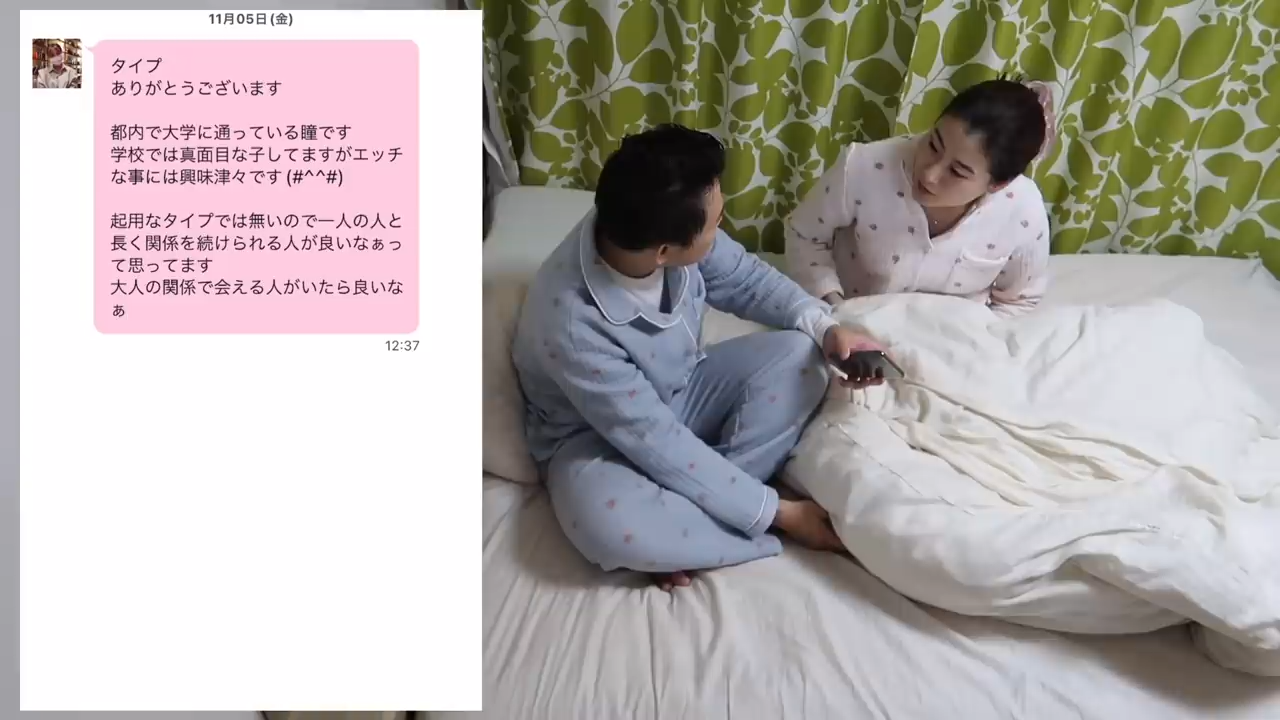 11月05日(金)
タイプ
ありがとうございます
都内で大学に通っている瞳です
学校では真面目な子してますがエッチ
な事には興味津々です(#^^#)
起用なタイプでは無いので一人の人と
長く関係を続けられる人が良いなぁっ
て思ってます
大人の関係で会える人がいたら良いな
ぁ
12:37